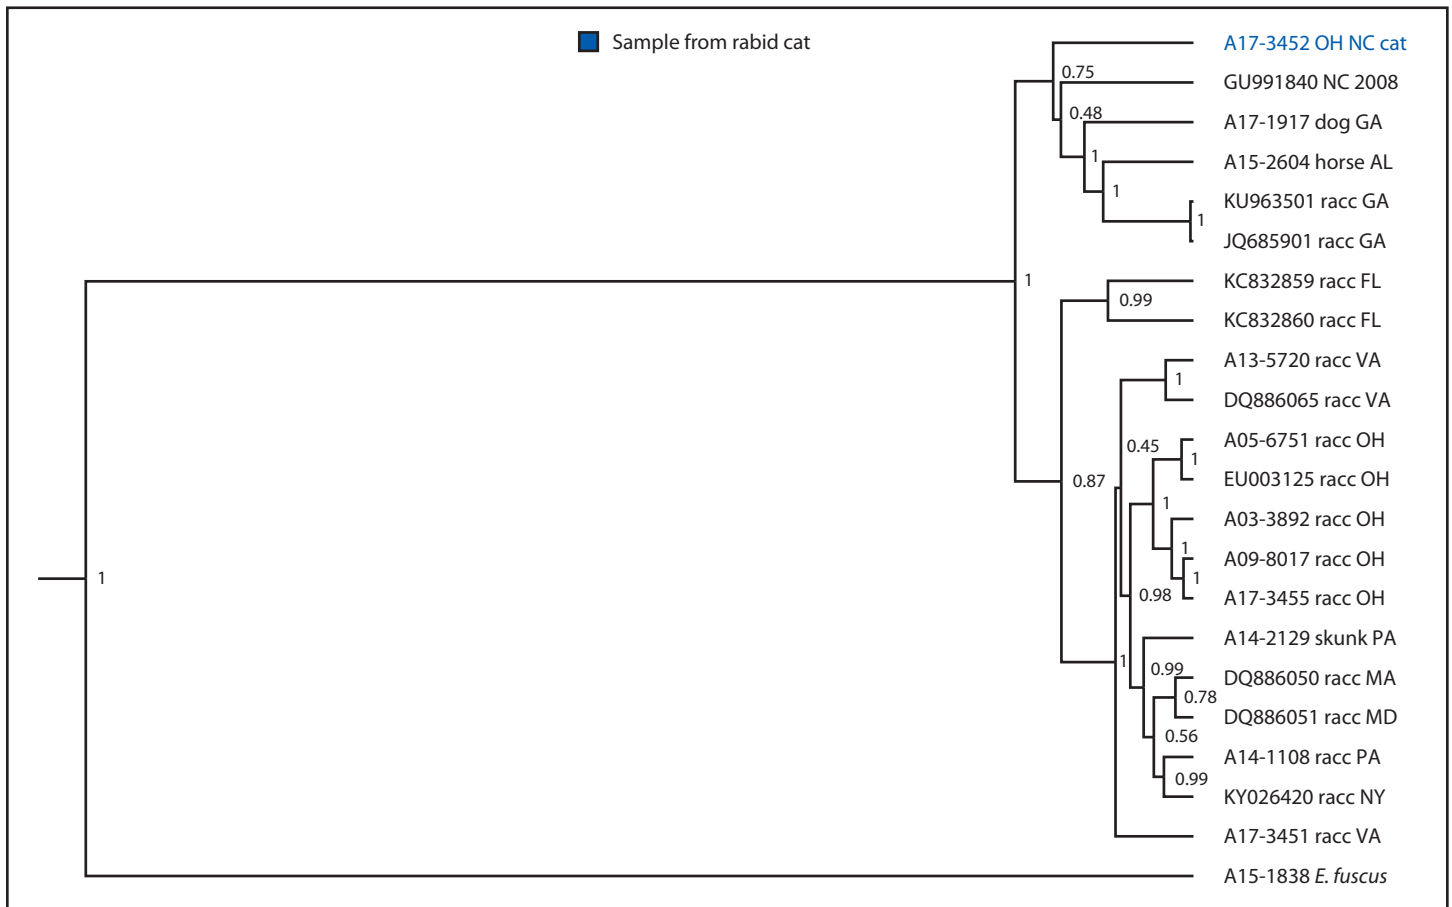 Sample from rabid cat
A17-3452 OH NC cat
0.75
GU991840 NC 2008
0.48
A17-1917 dog GA
1
A15-2604 horse AL
1
KU963501 racc GA
1
JQ685901 racc GA
1
KC832859 racc FL
0.99
KC832860 racc FL
A13-5720 racc VA
1
DQ886065 racc VA
A05-6751 racc OH
0.45
1
EU003125 racc OH
0.87
1
A03-3892 racc OH
1
A09-8017 racc OH
1
1
A17-3455 racc OH
0.98
A14-2129 skunk PA
1
0.99
DQ886050 racc MA
0.78
DQ886051 racc MD
0.56
A14-1108 racc PA
0.99
KY026420 racc NY
A17-3451 racc VA
A15-1838 E. fuscus